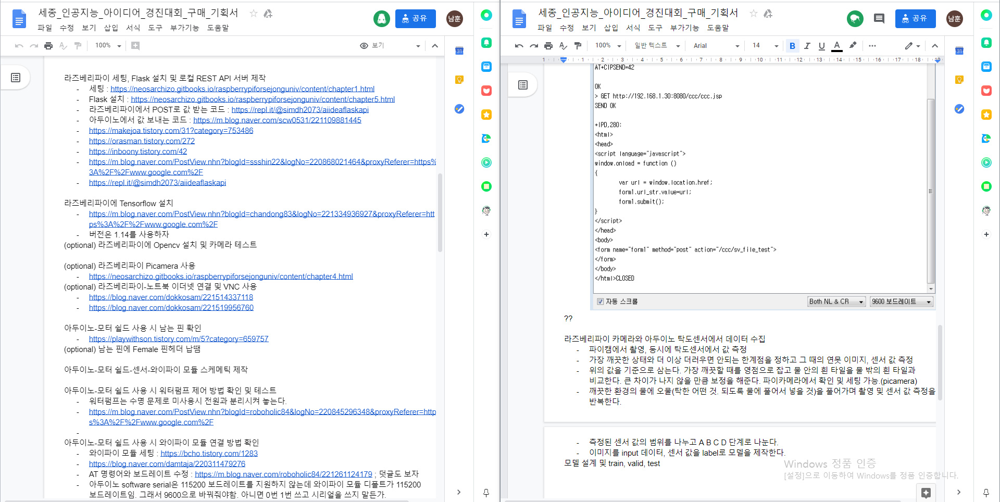 세종_인공지능_아이디어_경진대회_구매_기획서
공유
남훈
파일 수정 보기 삽입 서식 도구 부가기능 도움말
100%
보기
31
라즈베리파이 세팅, Flask 설치 및 로컬 REST API 서버 제작
- 세팅 : https://neosarchizo.gitbooks.io/raspberrypiforsejonguniv/content/chapter1.html
- Flask 설치 : https://neosarchizo.gitbooks.io/raspberrypiforsejonguniv/content/chapter5.html
- 라즈베리파이에서 POST로 값 받는 코드 : https://repl.it/@simdh2073/aiideaflaskapi
- 아두이노에서 값 보내는 코드 : https://m.blog.naver.com/scw0531/221109881445
- https://makejoa.tistory.com/31?category=753486
- https://orasman.tistory.com/272
- https://inboony.tistory.com/42
- https://m.blog.naver.com/PostView.nhn?blogId=ssshin22&logNo=220868021464&proxyReferer=https%
3A%2F%2Fwww.google.com%2F
- https://repl.it/@simdh2073/aiideaflaskapi
라즈베리파이에 Tensorflow 설치
- https://m.blog.naver.com/PostView.nhn?blogId=chandong83&logNo=221334936927&proxyReferer=htt
ps%3A%2F%2Fwww.google.com%2F
- 버전은 1.14를 사용하자
(optional) 라즈베리파이에 Opencv 설치 및 카메라 테스트
(optional) 라즈베리파이 Picamera 사용
- https://neosarchizo.gitbooks.io/raspberrypiforsejonguniv/content/chapter4.html
(optional) 라즈베리파이-노트북 이더넷 연결 및 VNC 사용
- https://blog.naver.com/dokkosam/221514337118
- https://blog.naver.com/dokkosam/221519956760
아두이노-모터 쉴드 사용 시 남는 핀 확인
- https://playwithson.tistory.com/m/5?category=659757
(optional) 남는 핀에 Female 핀헤더 납땜
아두이노-모터 쉴드-센서-와이파이 모듈 스케메틱 제작
아두이노-모터 쉴드 사용 시 워터펌프 제어 방법 확인 및 테스트
- 워터펌프는 수명 문제로 미사용시 전원과 분리시켜 놓는다.
- https://m.blog.naver.com/PostView.nhn?blogId=roboholic84&logNo=220845296348&proxyReferer=http
s%3A%2F%2Fwww.google.com%2F
-
아두이노-모터 쉴드 사용 시 와이파이 모듈 연결 방법 확인
- 와이파이 모듈 세팅 : https://bcho.tistory.com/1283
- https://blog.naver.com/damtaja/220311479276
- AT 명령어와 보드레이트 수정 : https://m.blog.naver.com/roboholic84/221261124179 ; 덧글도 보자
- 아두이노 software serial은 115200 보드레이트를 지원하지 않는데 와이파이 모듈 디폴트가 115200
보드레이트임. 그래서 9600으로 바꿔줘야함. 아니면 0번 1번 쓰고 시리얼을 쓰지 말든가.
세종_인공지능_아이디어_경진대회_구매_기획서
공유
남훈
파일 수정 보기 삽입 서식 도구 부가기능 도움말
100% 일반 텍스트 Arial 14 B I U A
1 1 2 3 4 5 6 7 8 9 10 11 12 13 14 15 16 17 18 19
31
AT+CIPSEND=42
OK
> GET http://192.168.1.30:8080/ccc/ccc.jsp
SEND OK
+IPD,280:
<html>
<head>
<script language="javascript">
window.onload = function ()
{
var url = window.location.href;
form1.url_str.value=url;
form1.submit();
}
</script>
</head>
<body>
<form name="form1" method="post" action="/ccc/sv_file_test">
</form>
</body>
</html>CLOSED
자동 스크롤
Both NL & CR
9600 보드레이트
??
라즈베리파이 카메라와 아두이노 탁도센서에서 데이터 수집
- 파이캠에서 촬영, 동시에 탁도센서에서 값 측정
- 가장 깨끗한 상태와 더 이상 더러우면 안되는 한계점을 정하고 그 때의 연못 이미지, 센서 값 측정
- 위의 값을 기준으로 삼는다. 가장 깨끗할 때를 영점으로 잡고 물 안의 흰 타일을 물 밖의 흰 타일과
비교한다. 큰 차이가 나지 않을 만큼 보정을 해준다. 파이카메라에서 확인 및 세팅 가능.(picamera)
- 깨끗한 환경의 물에 오물(탁한 어떤 것. 되도록 물에 풀어서 넣을 것)을 풀어가며 촬영 및 센서 값 측정을
반복한다.
- 측정된 센서 값의 범위를 나누고 A B C D 단계로 나눈다.
- 이미지를 input 데이터, 센서 값을 label로 모델을 제작한다.
모델 설계 및 train, valid, test
Windows 정품 인증
[설정]으로 이동하여 Windows를 정품 인증합니다.